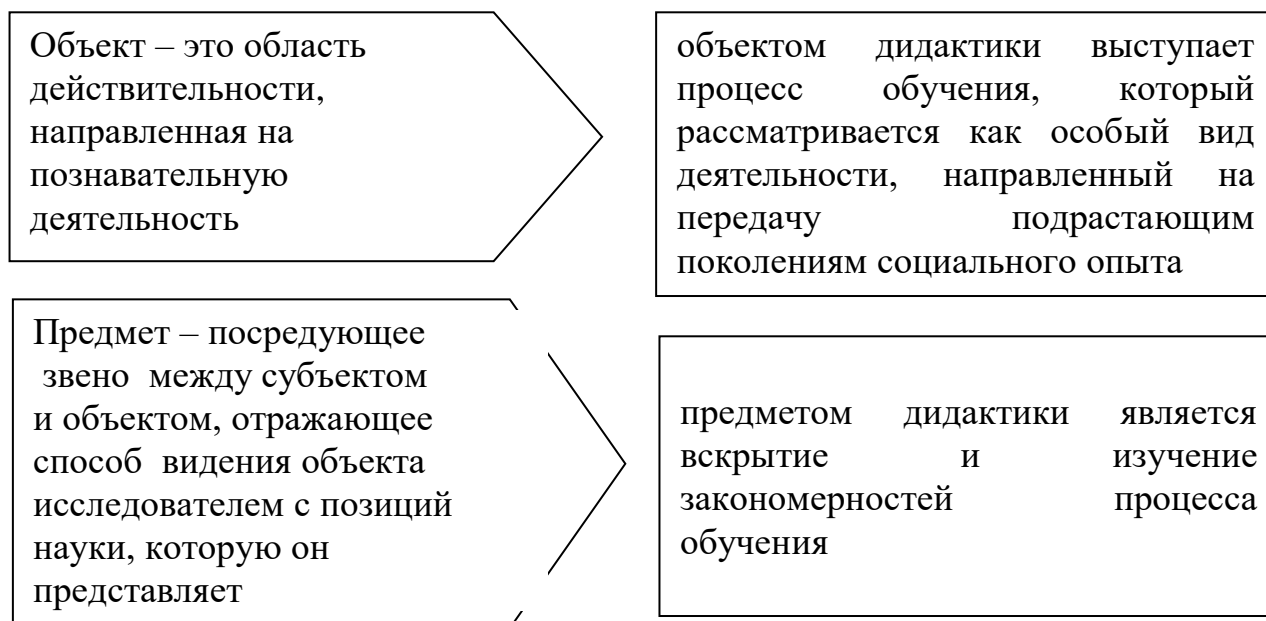 Объект – это область
действительности,
направленная на
познавательную
деятельность
объектом дидактики выступает
процесс обучения, который
рассматривается как особый вид
деятельности, направленный на
передачу подрастающим
поколениям социального опыта
Предмет – посредующее
звено между субъектом
и объектом, отражающее
способ видения объекта
исследователем с позиций
науки, которую он
представляет
предметом дидактики является
вскрытие и изучение
закономерностей процесса
обучения